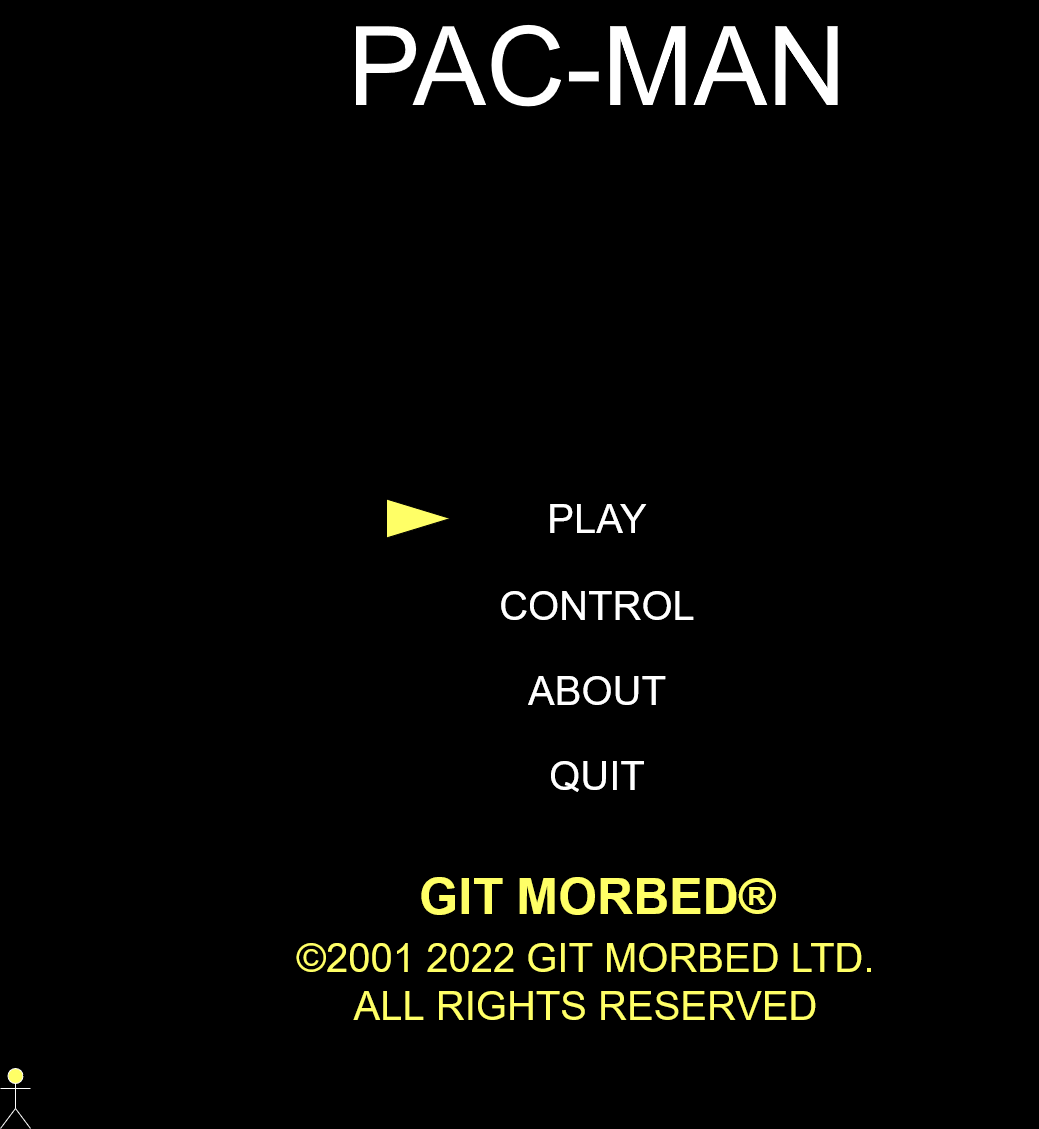 PAC-MAN
PLAY
CONTROL
ABOUT
QUIT
GIT MORBED®
©2001 2022 GIT MORBED LTD.
ALL RIGHTS RESERVED